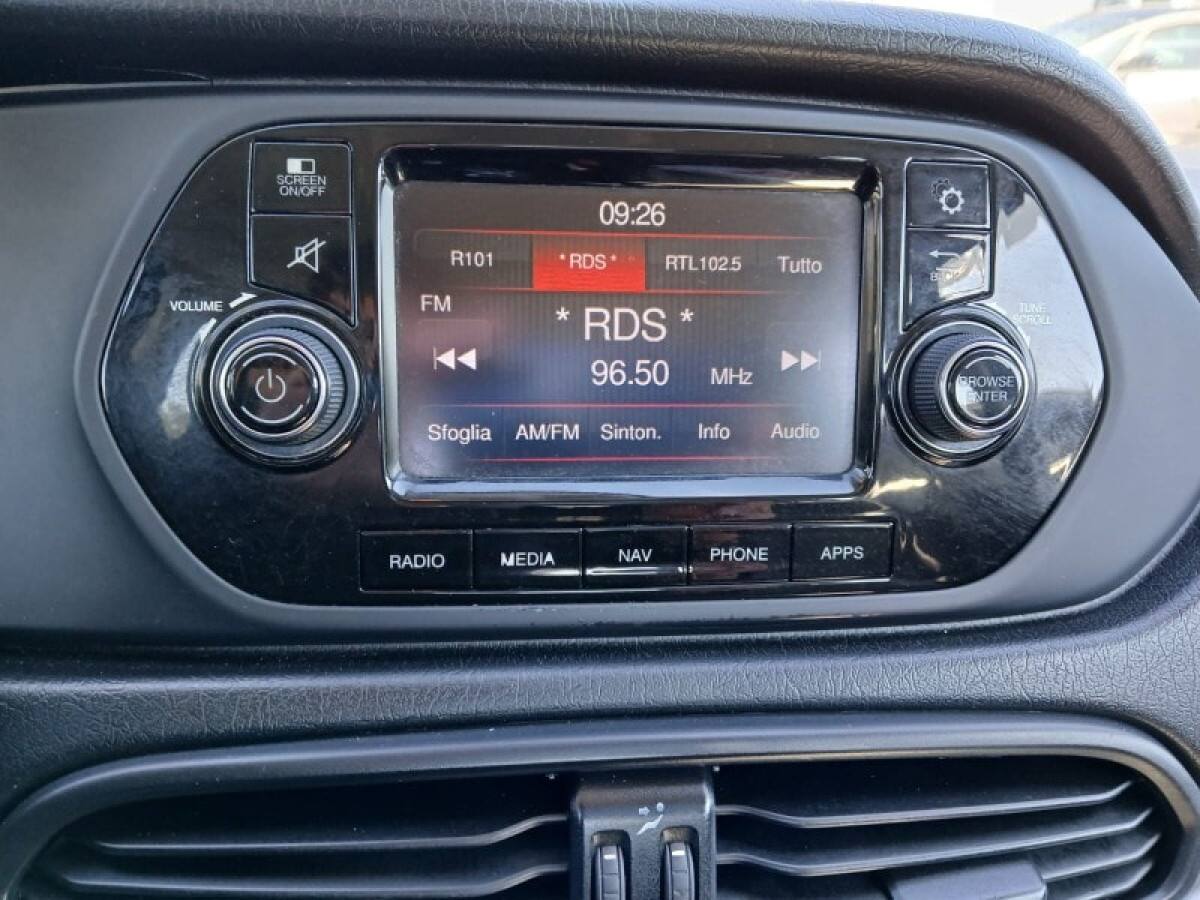 SCREEN
ON/OFF
VOLUME
09:26
R101 * RDS * RTL102.5 Tutto
FM
* RDS *
96.50 MHz
Sfoglia AM/FM Sinton. Info Audio
BACK
TUNE
SCROLL
BROWSE
ENTER
RADIO MEDIA NAV PHONE APPS